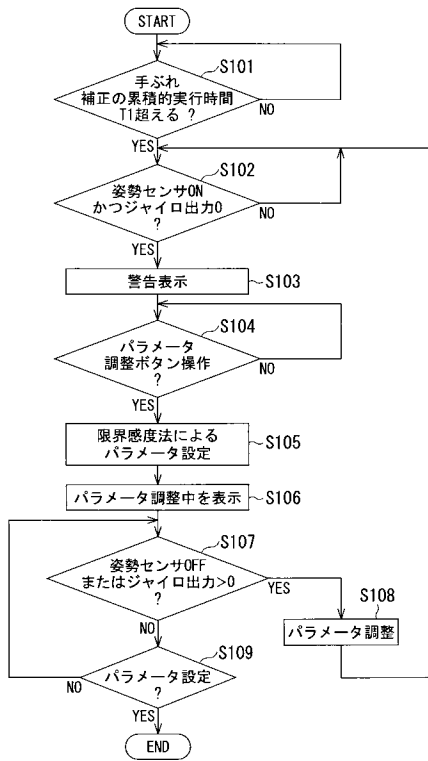 START
S101
手ぶれ
補正の累積的実行時間
T1超える ?
NO
YES
S102
姿勢センサON
かつジャイロ出力0
?
NO
YES
警告表示
S103
S104
パラメータ
調整ボタン操作
?
NO
YES
限界感度法による
パラメータ設定
S105
パラメータ調整中を表示
S106
S107
姿勢センサOFF
またはジャイロ出力>0
?
YES
NO
S108
パラメータ調整
S109
パラメータ設定
?
NO
YES
END